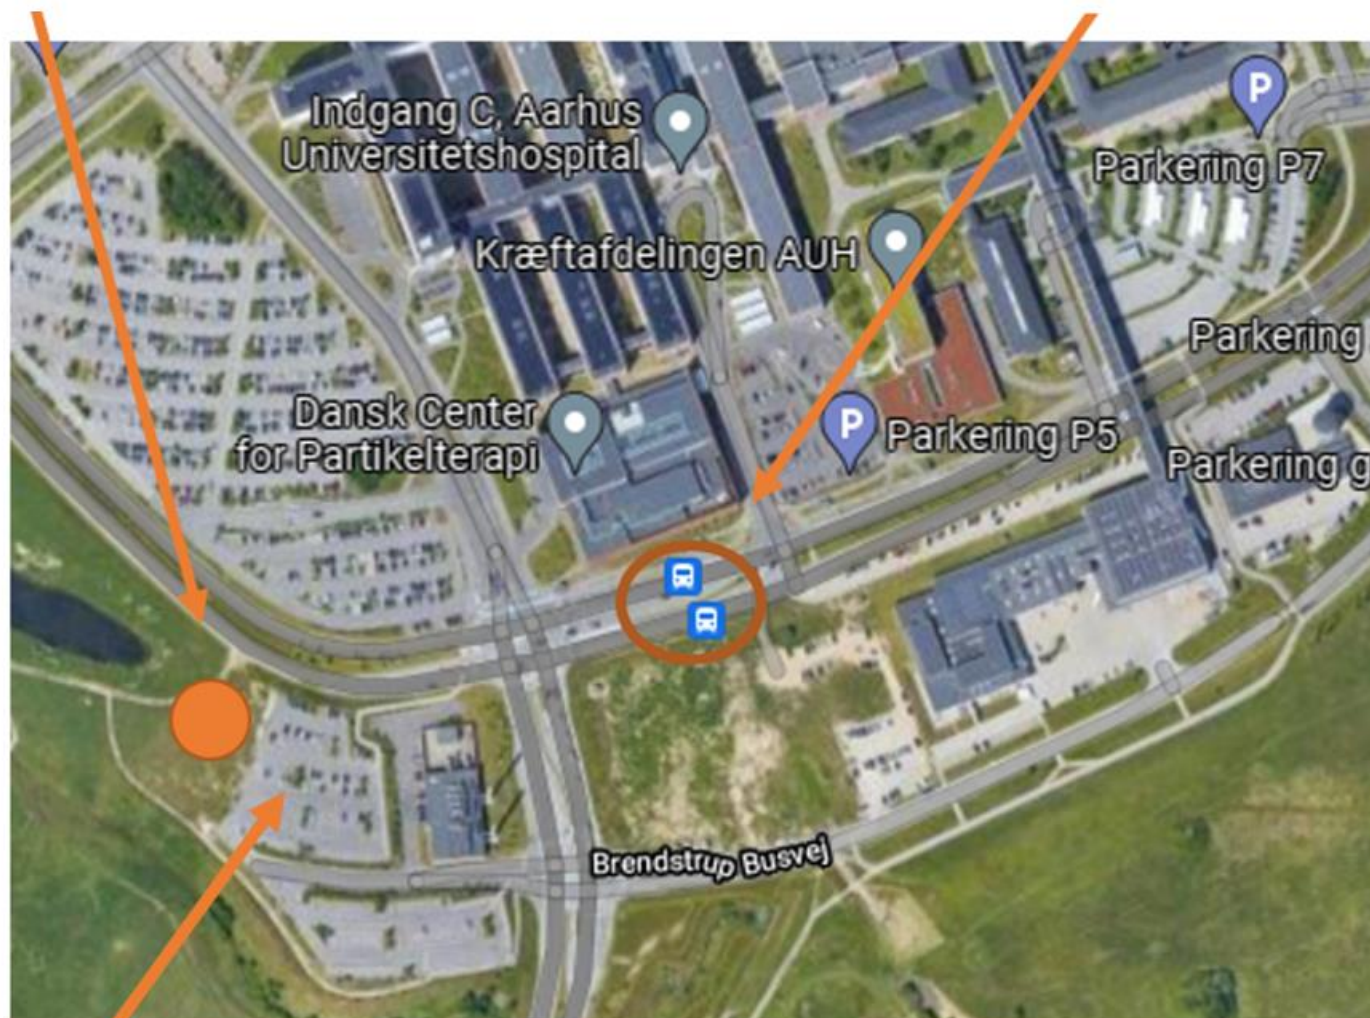 P
Indgang C, Aarhus
Universitetshospital
Parkering P7
Kræftafdelingen AUH
Parkering
Dansk Center
for Partikelterapi
P
Parkering P5
Parkering g
Brendstrup Busvej